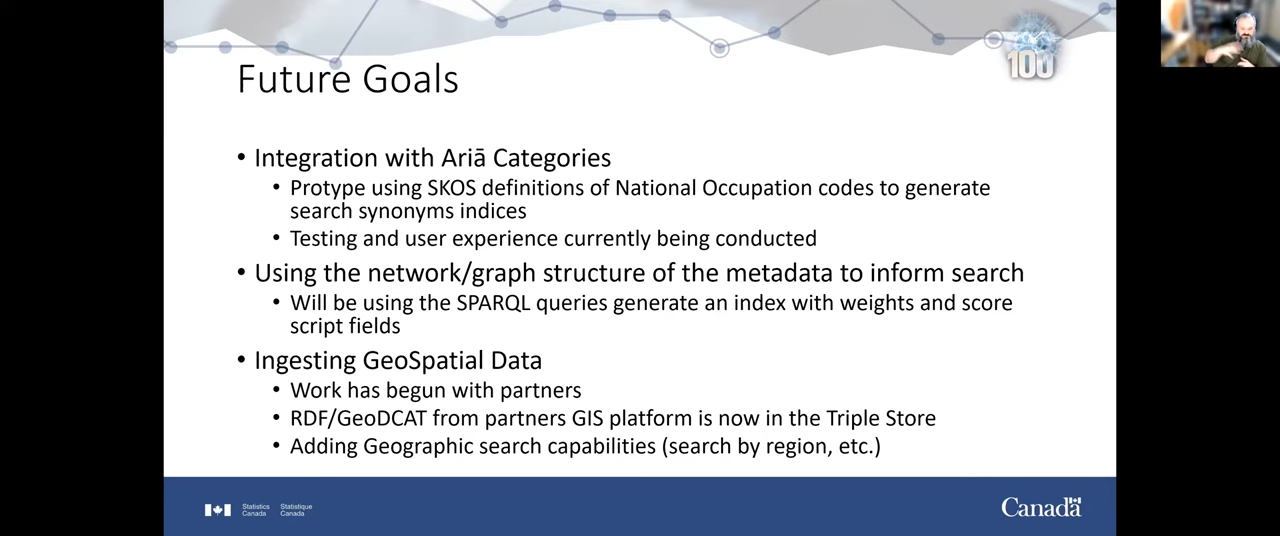 100
Future Goals
• Integration with Ariā Categories
• Protype using SKOS definitions of National Occupation codes to generate
search synonyms indices
• Testing and user experience currently being conducted
• Using the network/graph structure of the metadata to inform search
• Will be using the SPARQL queries generate an index with weights and score
script fields
• Ingesting GeoSpatial Data
• Work has begun with partners
• RDF/GeoDCAT from partners GIS platform is now in the Triple Store
• Adding Geographic search capabilities (search by region, etc.)
Statistics Statistique
Canada Canada
Canada